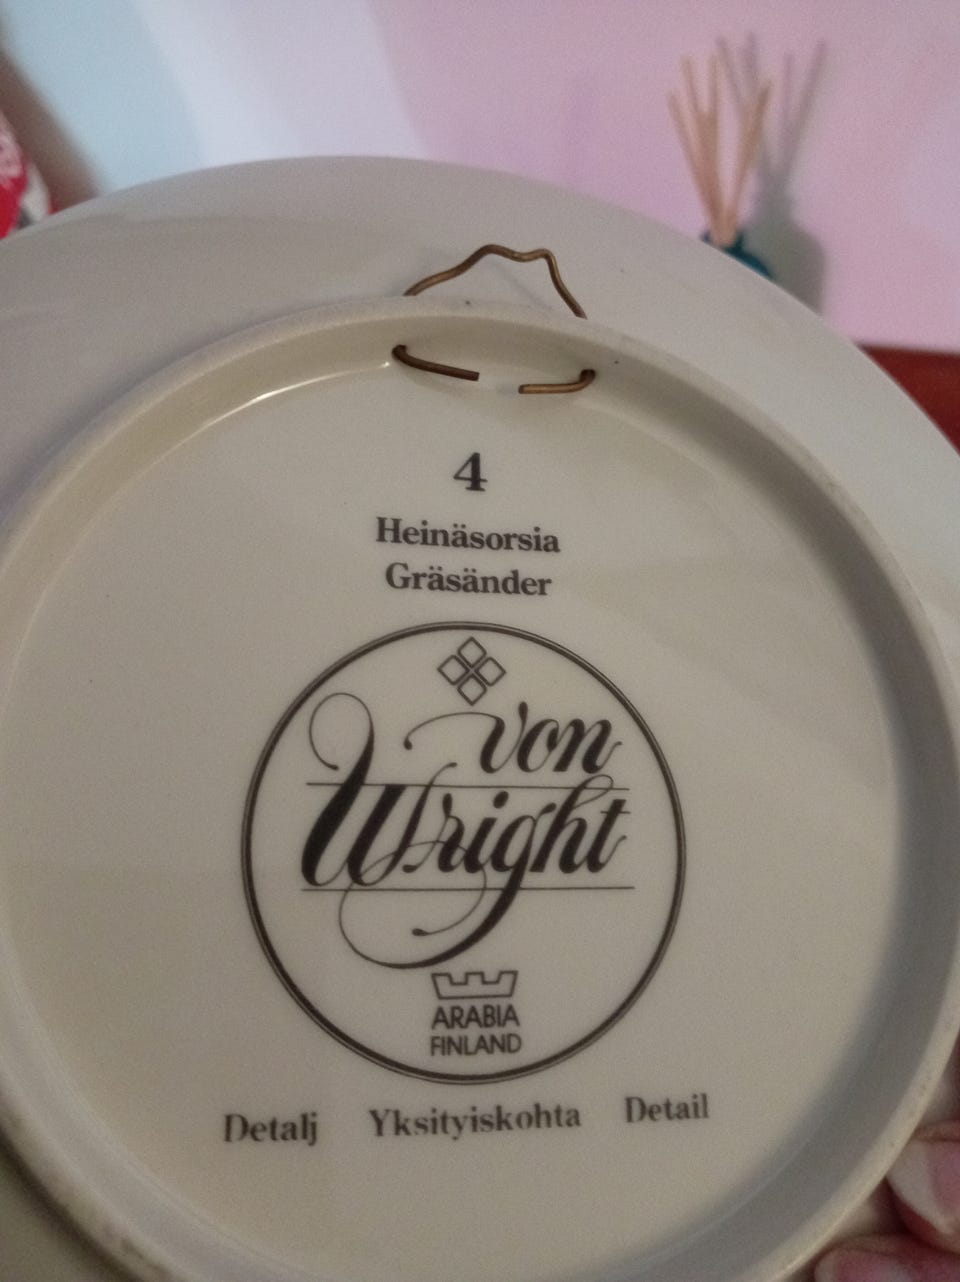 4
Heinäsorsia
Gräsänder
von
Wright
ARABIA
FINLAND
Detalj Yksityiskohta Detail